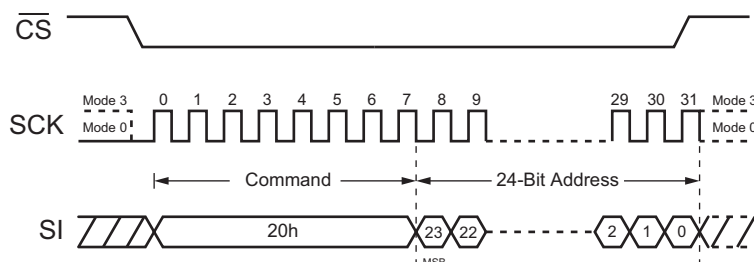 CS
Mode 3 0 1 2 3 4 5 6 7 8 9 29 30 31 Mode 3
SCK
Mode 0 Mode 0
Command 24-Bit Address
SI 20h 23 22 2 1 0
MSB